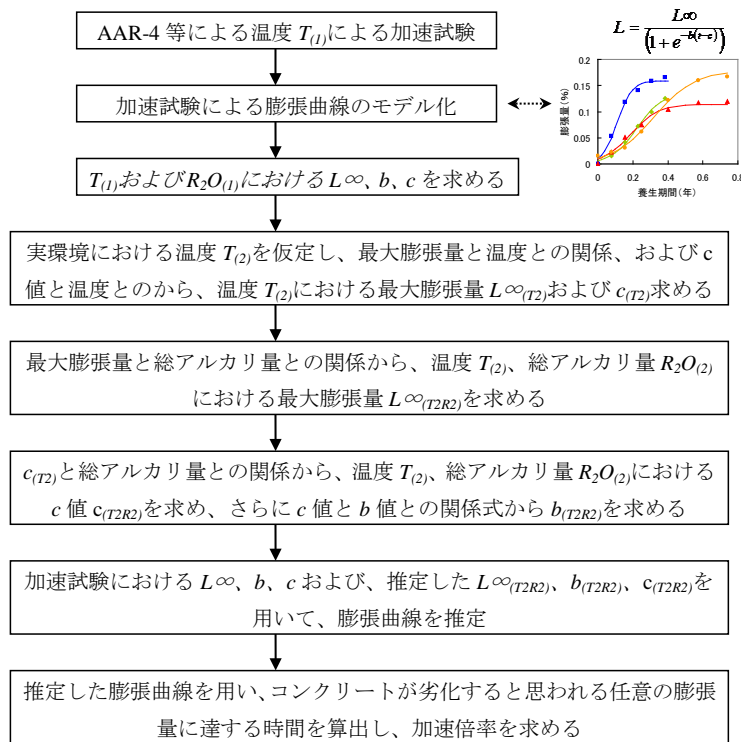 AAR-4 等による温度 T(1)による加速試験
L = L∞ / (1 + e^-b(t-c))
加速試験による膨張曲線のモデル化
膨張量(%)
0.2
0.15
0.1
0.05
0
0 0.2 0.4 0.6 0.8
養生期間(年)
T(1)およびR2O(1)における L∞、b、c を求める
実環境における温度 T(2)を仮定し、最大膨張量と温度との関係、および c
値と温度とのから、温度 T(2)における最大膨張量 L∞(T2)および c(T2)求める
最大膨張量と総アルカリ量との関係から、温度 T(2)、総アルカリ量 R2O(2)
における最大膨張量 L∞(T2R2)を求める
c(T2)と総アルカリ量との関係から、温度 T(2)、総アルカリ量 R2O(2)における
c 値 c(T2R2)を求め、さらに c 値と b 値との関係式から b(T2R2)を求める
加速試験における L∞、b、c および、推定した L∞(T2R2)、b(T2R2)、c(T2R2)を
用いて、膨張曲線を推定
推定した膨張曲線を用い、コンクリートが劣化すると思われる任意の膨張
量に達する時間を算出し、加速倍率を求める